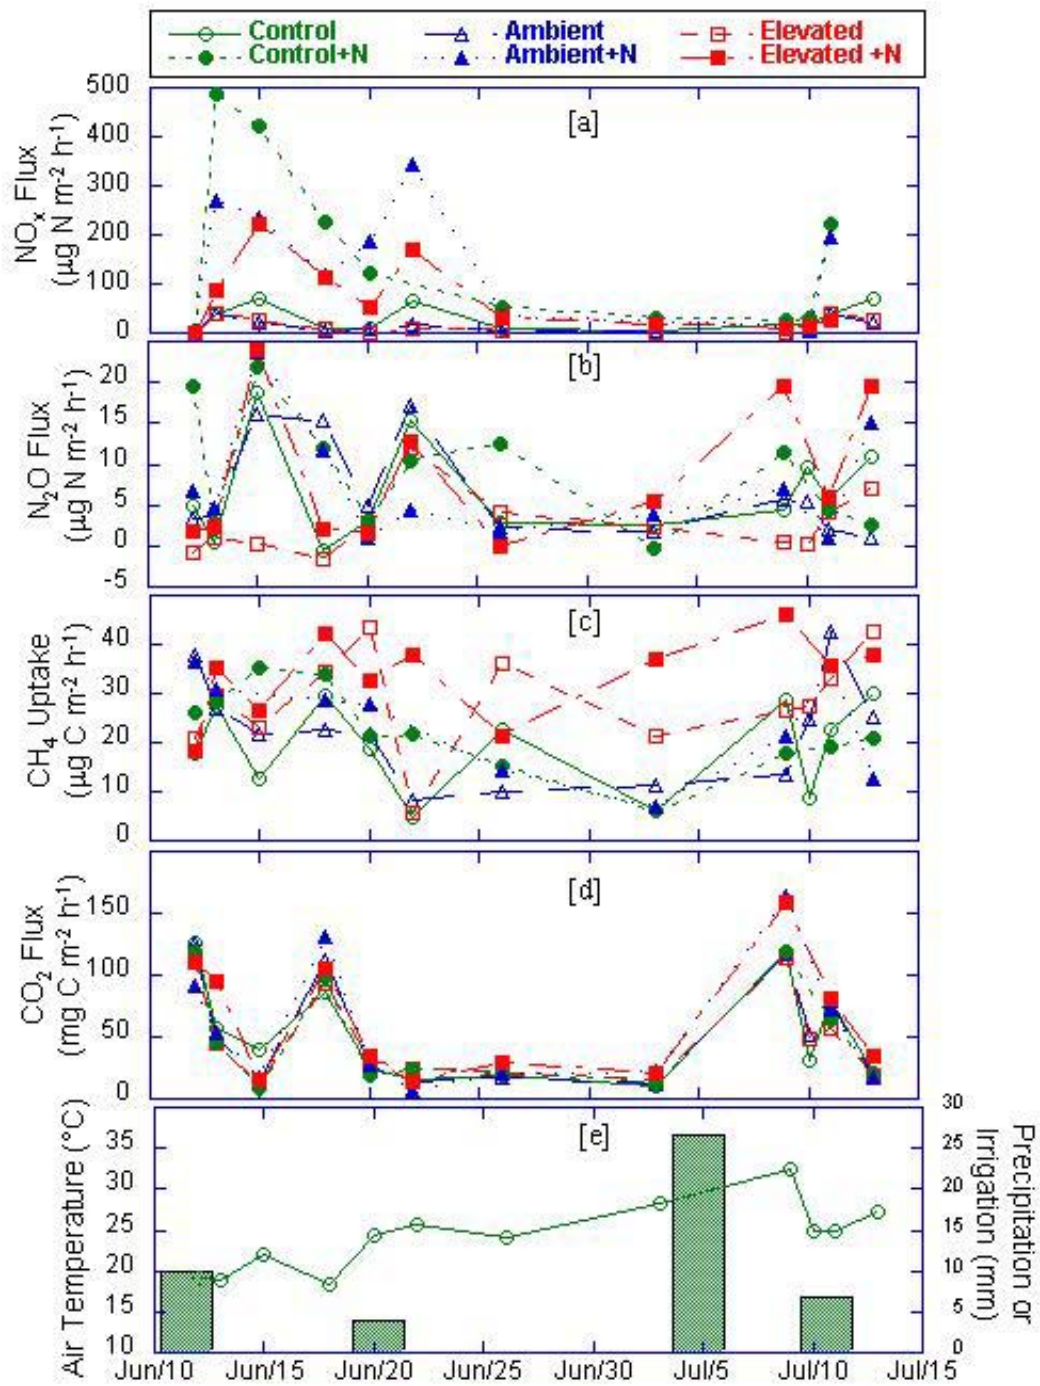 Control Ambient Elevated
Control+N Ambient+N Elevated +N
500
400
300
200
100
0
NOx Flux
(µg N m-2 h-1)
[a]
20
15
10
5
0
-5
N2O Flux
(µg N m-2 h-1)
[b]
40
30
20
10
0
CH4 Uptake
(µg C m-2 h-1)
[c]
150
100
50
0
CO2 Flux
(mg C m-2 h-1)
[d]
35
30
25
20
15
10
Air Temperature (°C)
[e]
30
25
20
15
10
5
0
Precipitation or
Irrigation (mm)
Jun/10 Jun/15 Jun/20 Jun/25 Jun/30 Jul/5 Jul/10 Jul/15